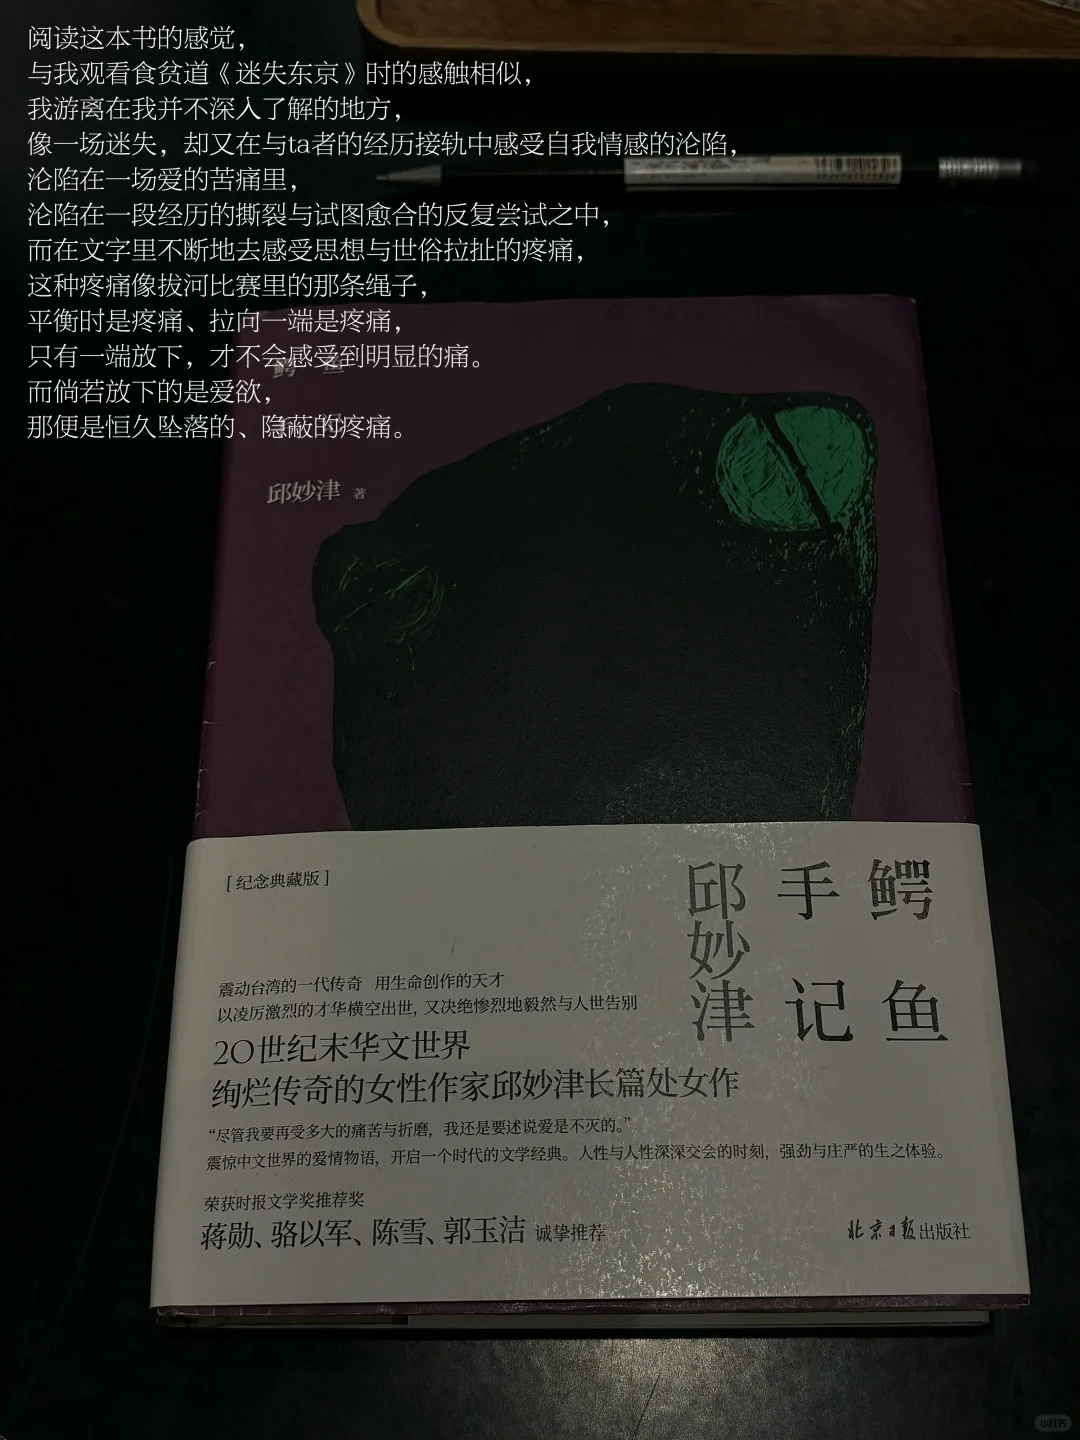 阅读这本书的感觉，
与我观看食贫道《迷失东京》时的感触相似，
我游离在我并不深入了解的地方，
像一场迷失，却又在与ta者的经历接轨中感受自我情感的沦陷，
沦陷在一场爱的苦痛里，
沦陷在一段经历的撕裂与试图愈合的反复尝试之中，
而在文字里不断地去感受思想与世俗拉扯的疼痛，
这种疼痛像拔河比赛里的那条绳子，
平衡时是疼痛、拉向一端是疼痛，
只有一端放下，才不会感受到明显的痛。
而倘若放下的是爱欲，
那便是恒久坠落的、隐蔽的疼痛。
鳄 鱼
手 记
邱妙津 著
[纪念典藏版]
鳄鱼
手记
邱妙津
震动台湾的一代传奇 用生命创作的天才
以凌厉激烈的才华横空出世，又决绝惨烈地毅然与人世告别
20世纪末华文世界
绚烂传奇的女性作家邱妙津长篇处女作
“尽管我要再受多大的痛苦与折磨，我还是要述说爱是不灭的。”
震惊中文世界的爱情物语，开启一个时代的文学经典。人性与人性深深交会的时刻，强劲与庄严的生之体验。
荣获时报文学奖推荐奖
蒋勋、骆以军、陈雪、郭玉洁 诚挚推荐
北京日报出版社
小红书